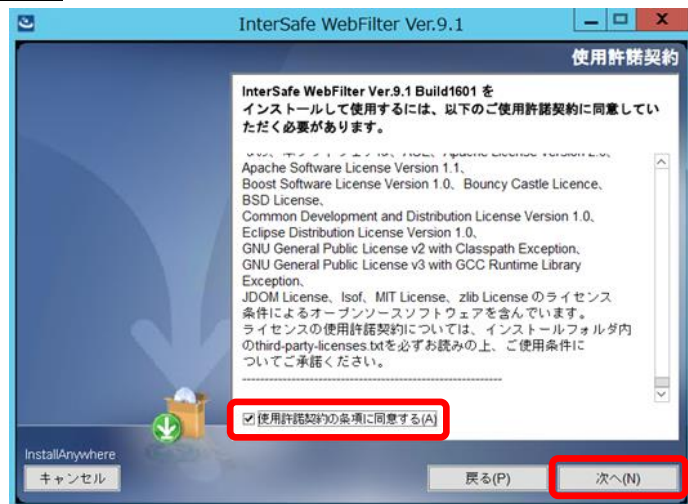 InterSafe WebFilter Ver.9.1
使用許諾契約
InterSafe WebFilter Ver.9.1 Build1601 を
インストールして使用するには、以下のご使用許諾契約に同意してい
ただく必要があります。
Apache Software License Version 1.1、
Boost Software License Version 1.0、Bouncy Castle Licence、
BSD License、
Common Development and Distribution License Version 1.0、
Eclipse Distribution License Version 1.0、
GNU General Public License v2 with Classpath Exception、
GNU General Public License v3 with GCC Runtime Library
Exception、
JDOM License、lsof、MIT License、zlib License のライセンス
条件によるオープンソースソフトウェアを含んでいます。
ライセンスの使用許諾契約については、インストールフォルダ内
のthird-party-licenses.txtを必ずお読みの上、ご使用条件に
ついてご承諾ください。
------------------------------------------------------------
使用許諾契約の条項に同意する(A)
InstallAnywhere
キャンセル
戻る(P)
次へ(N)